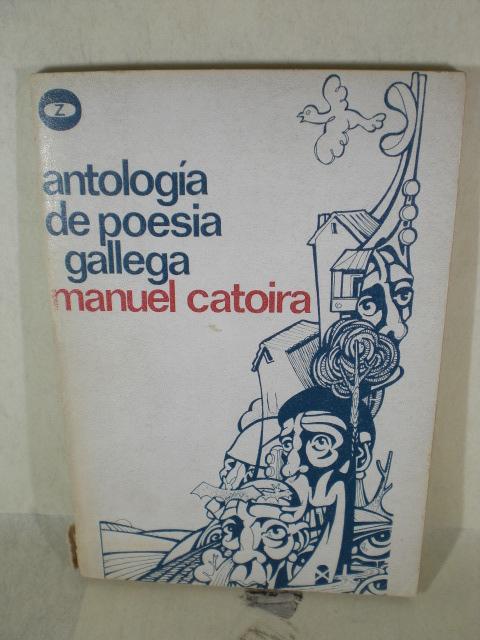 Z
antología
de poesia
gallega
manuel catoira